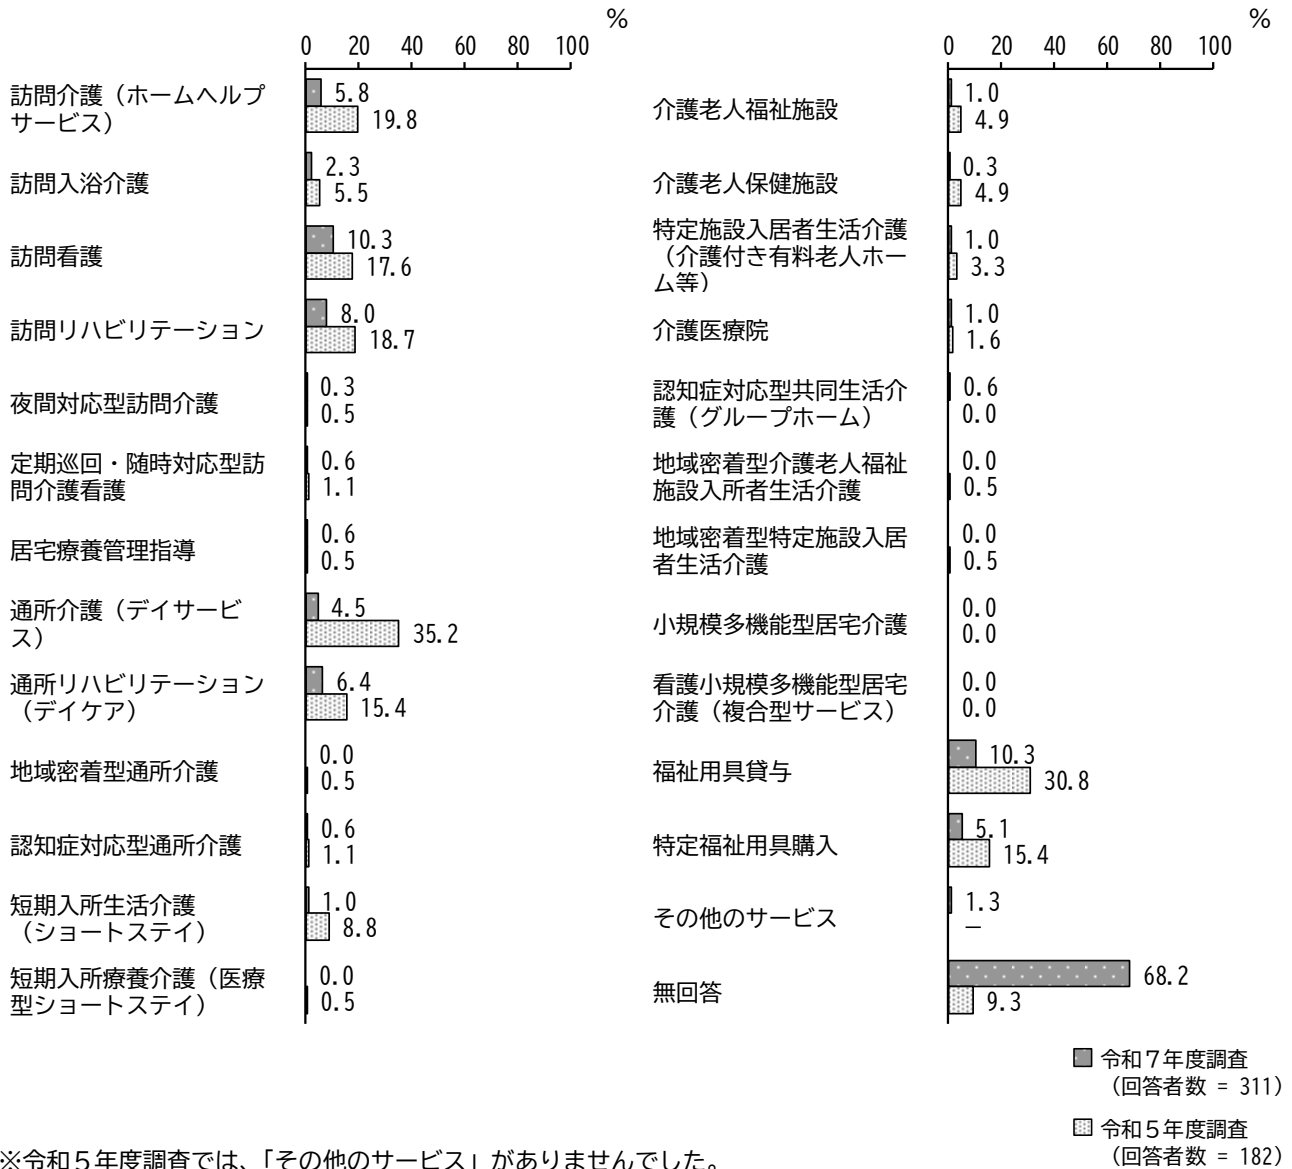 %
0 20 40 60 80 100
訪問介護（ホームヘルプ
サービス）
5.8
19.8
訪問入浴介護
2.3
5.5
訪問看護
10.3
17.6
訪問リハビリテーション
8.0
18.7
夜間対応型訪問介護
0.3
0.5
定期巡回・随時対応型訪
問介護看護
0.6
1.1
居宅療養管理指導
0.6
0.5
通所介護（デイサービ
ス）
4.5
35.2
通所リハビリテーション
（デイケア）
6.4
15.4
地域密着型通所介護
0.0
0.5
認知症対応型通所介護
0.6
1.1
短期入所生活介護
（ショートステイ）
1.0
8.8
短期入所療養介護（医療
型ショートステイ）
0.0
0.5
%
0 20 40 60 80 100
介護老人福祉施設
1.0
4.9
介護老人保健施設
0.3
4.9
特定施設入居者生活介護
（介護付き有料老人ホー
ム等）
1.0
3.3
介護医療院
1.0
1.6
認知症対応型共同生活介
護（グループホーム）
0.6
0.0
地域密着型介護老人福祉
施設入所者生活介護
0.0
0.5
地域密着型特定施設入居
者生活介護
0.0
0.5
小規模多機能型居宅介護
0.0
0.0
看護小規模多機能型居宅
介護（複合型サービス）
0.0
0.0
福祉用具貸与
10.3
30.8
特定福祉用具購入
5.1
15.4
その他のサービス
1.3
－
無回答
68.2
9.3
令和７年度調査
（回答者数 = 311）
令和５年度調査
（回答者数 = 182）
※令和５年度調査では、「その他のサービス」がありませんでした。